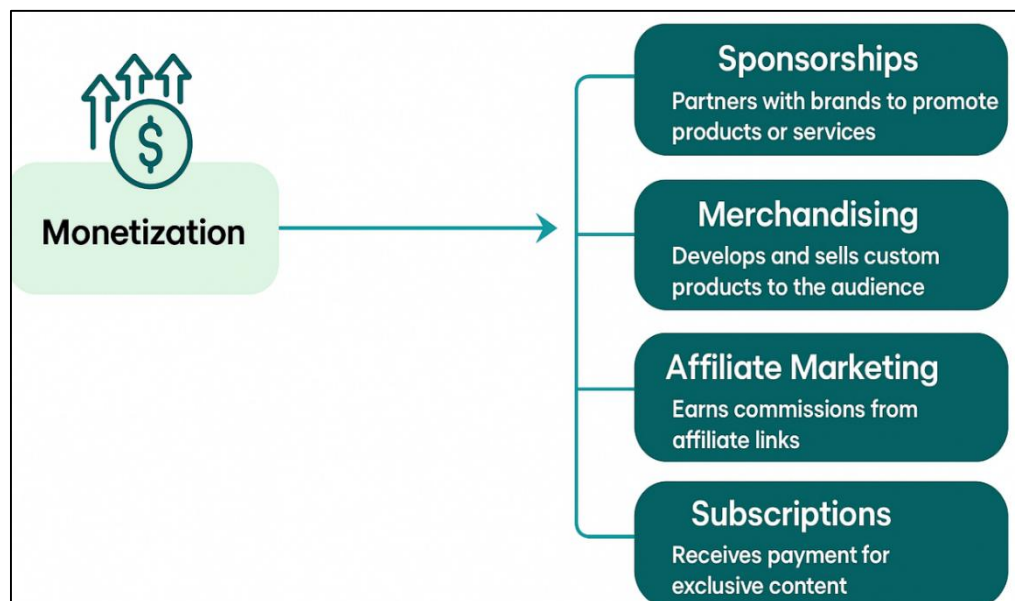 $
Monetization
Sponsorships
Partners with brands to promote
products or services
Merchandising
Develops and sells custom
products to the audience
Affiliate Marketing
Earns commissions from
affiliate links
Subscriptions
Receives payment for
exclusive content